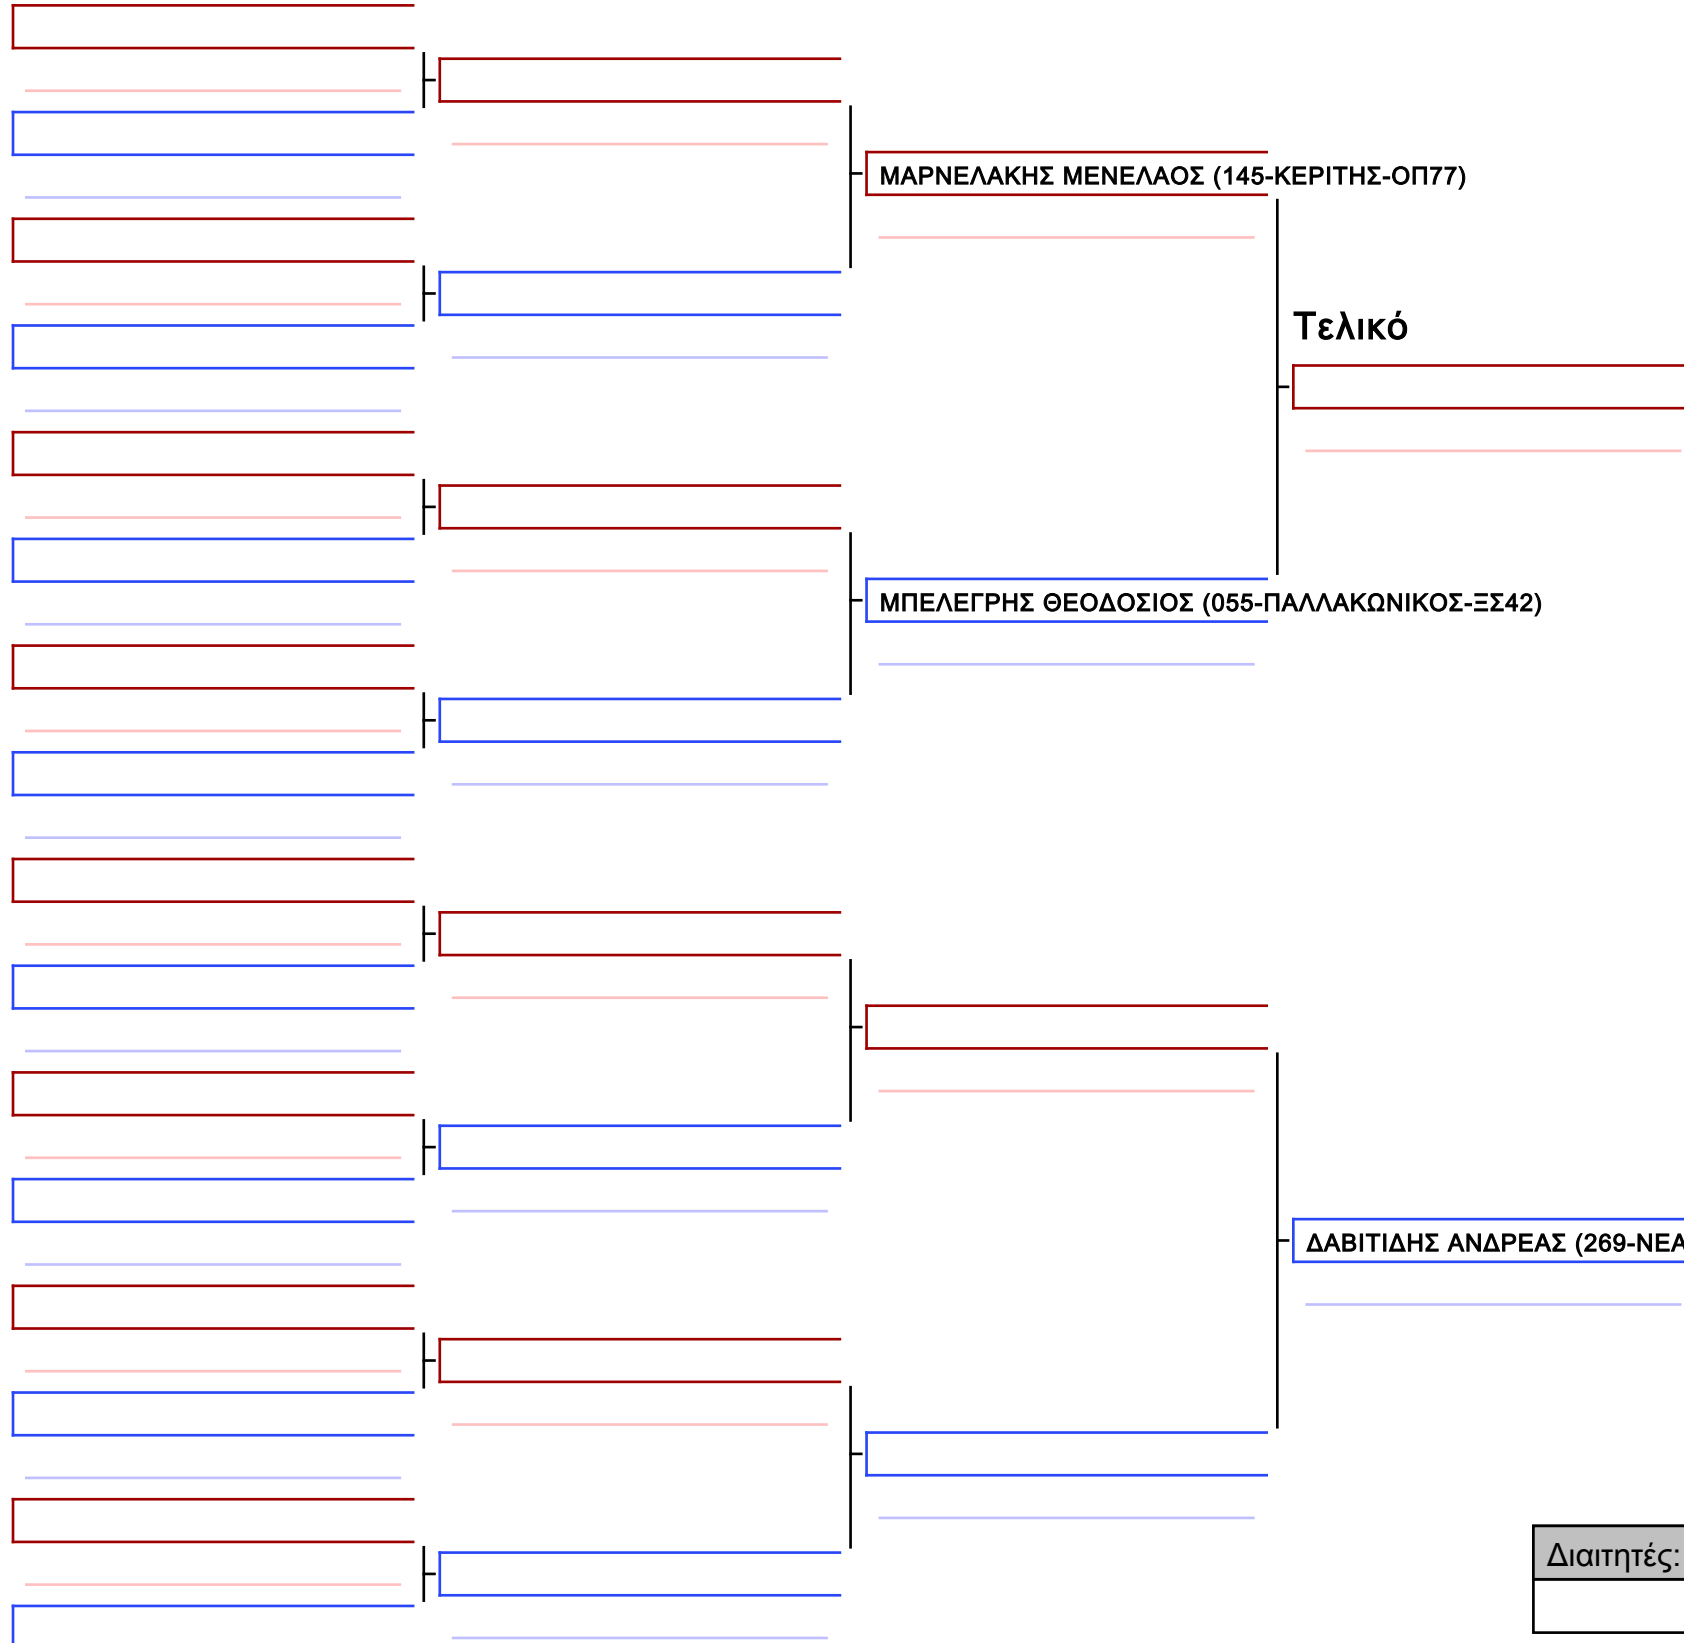 ΜΑΡΝΕΛΑΚΗΣ ΜΕΝΕΛΑΟΣ (145-ΚΕΡΙΤΗΣ-ΟΠ77)
Τελικό
ΜΠΕΛΕΓΡΗΣ ΘΕΟΔΟΣΙΟΣ (055-ΠΑΛΛΑΚΩΝΙΚΟΣ-ΞΣ42)
ΔΑΒΙΤΙΔΗΣ ΑΝΔΡΕΑΣ (269-ΝΕΑ
Διαιτητές: